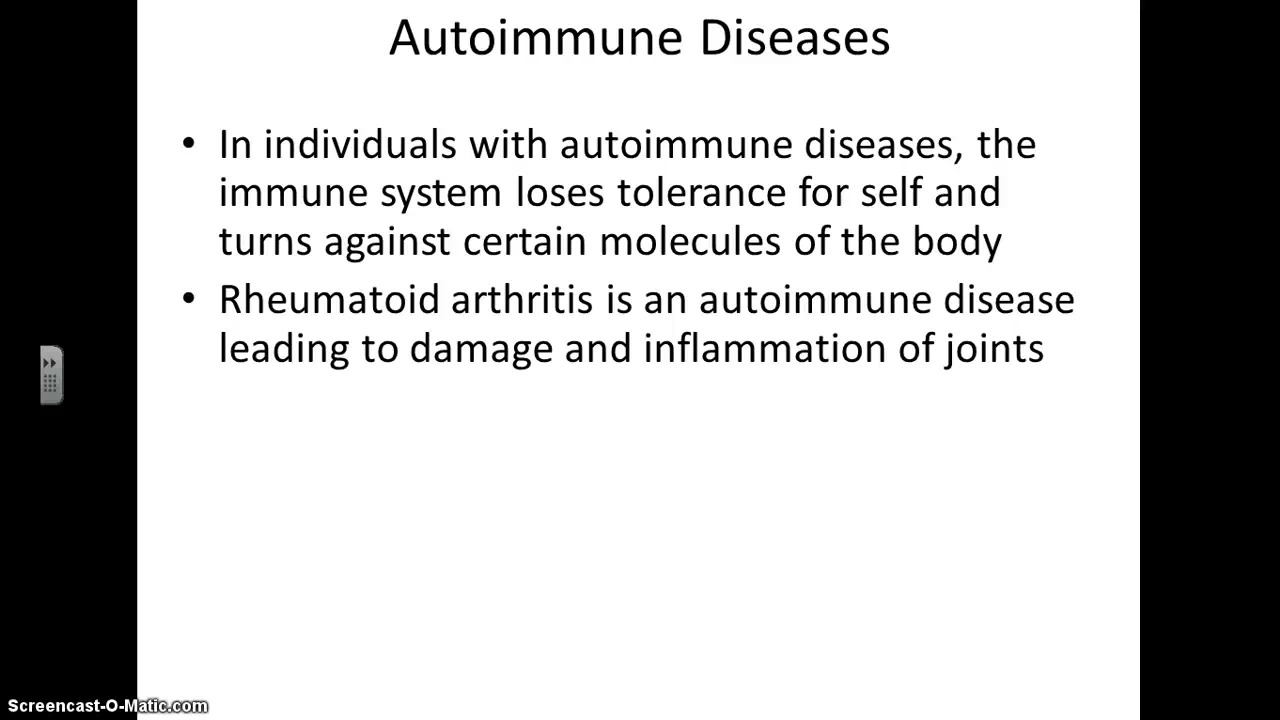 Autoimmune Diseases
• In individuals with autoimmune diseases, the
immune system loses tolerance for self and
turns against certain molecules of the body
• Rheumatoid arthritis is an autoimmune disease
leading to damage and inflammation of joints
Screencast-O-Matic.com